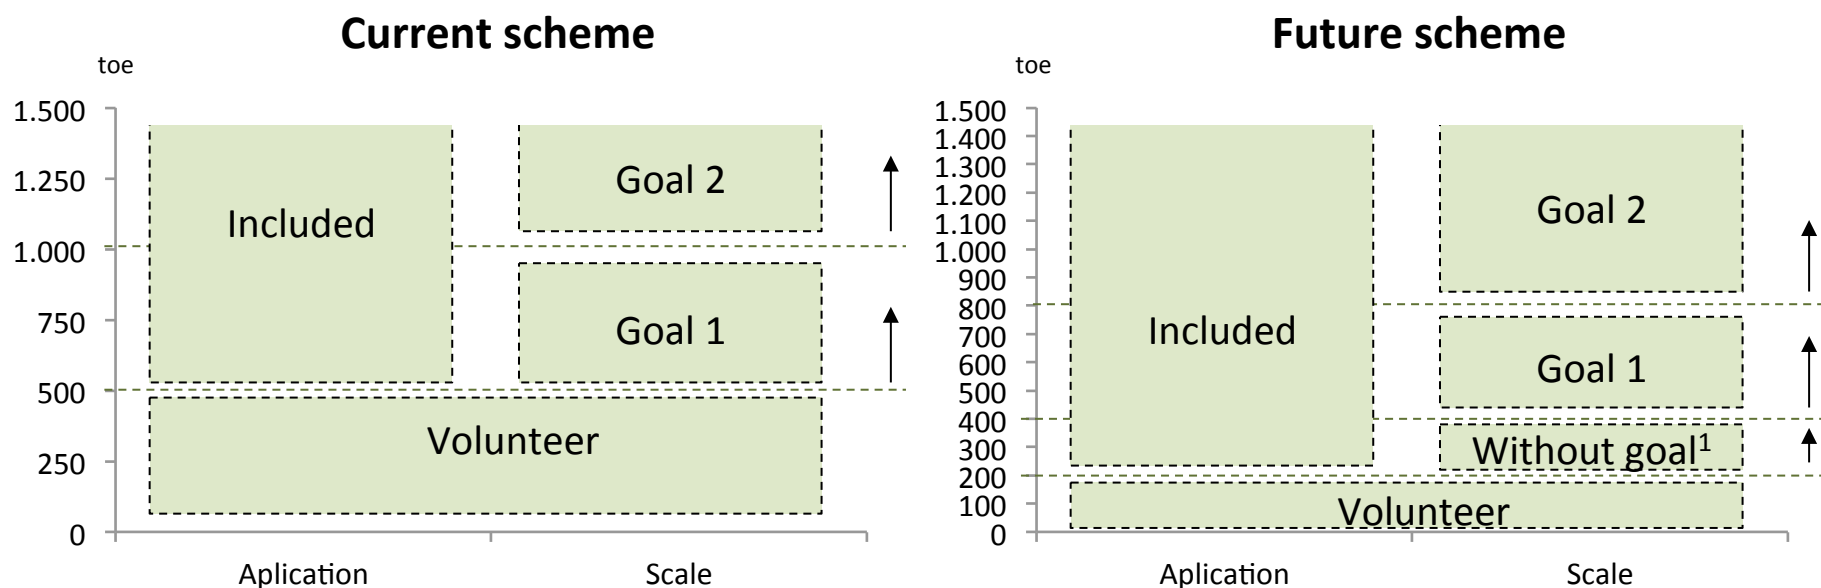 Current scheme
toe
1.500
1.250
1.000
750
500
250
0
Included
Goal 2
Goal 1
Volunteer
Aplication
Scale
Future scheme
toe
1.500
1.400
1.300
1.200
1.100
1.000
900
800
700
600
500
400
300
200
100
0
Included
Goal 2
Goal 1
Without goal¹
Volunteer
Aplication
Scale